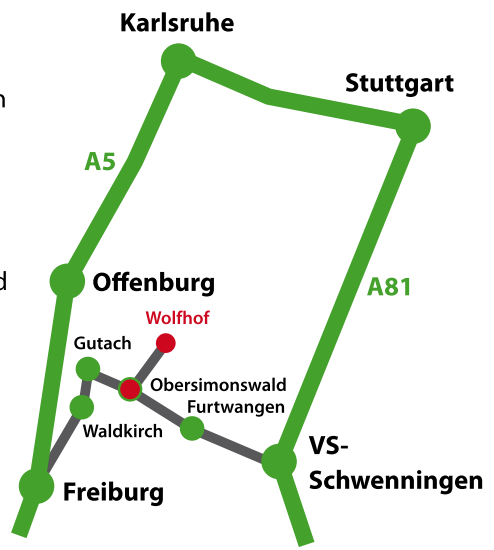 Karlsruhe
Stuttgart
n
A5
d
Offenburg
A81
Wolfhof
Gutach
Obersimonswald
Furtwangen
Waldkirch
VS-
Schwenningen
Freiburg